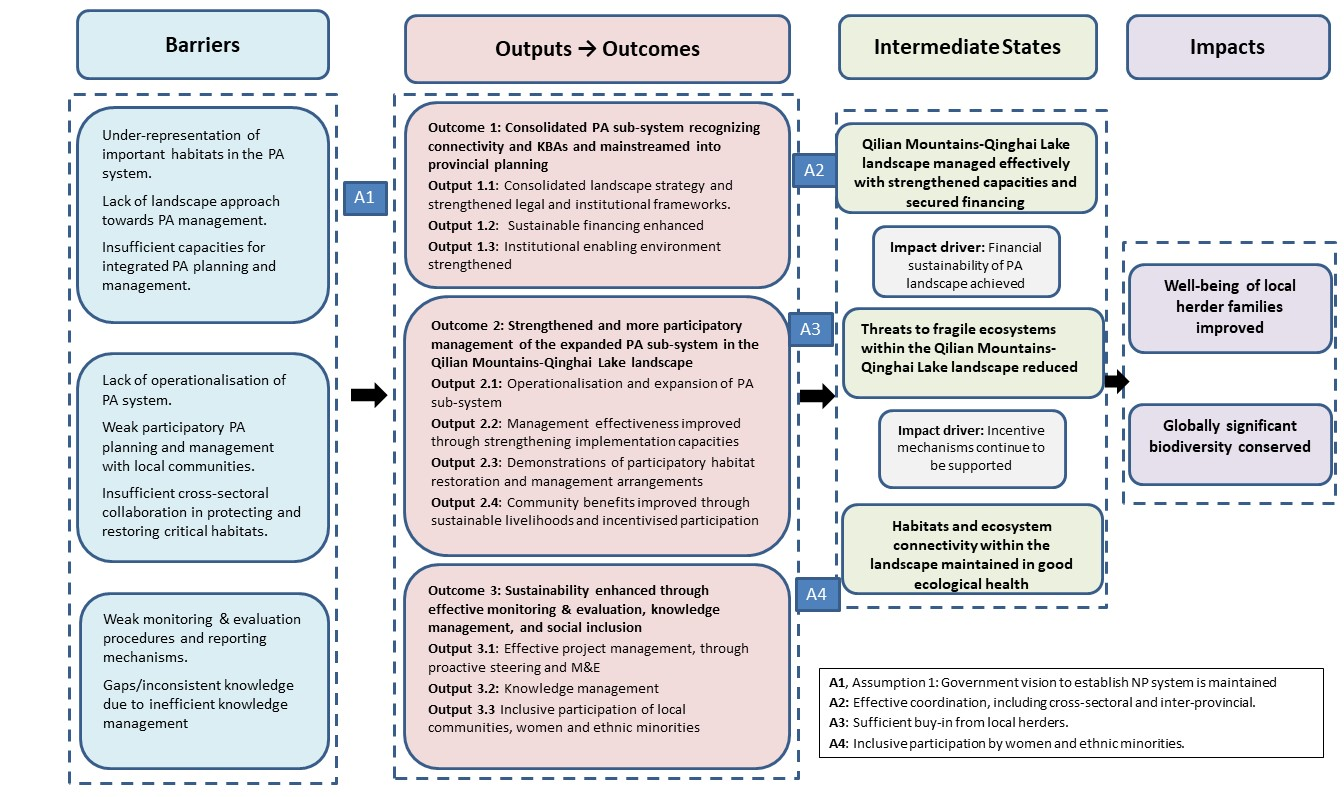 Barriers
Under-representation of
important habitats in the PA
system.
Lack of landscape approach
towards PA management.
Insufficient capacities for
integrated PA planning and
management.
Lack of operationalisation of
PA system.
Weak participatory PA
planning and management
with local communities.
Insufficient cross-sectoral
collaboration in protecting and
restoring critical habitats.
Weak monitoring & evaluation
procedures and reporting
mechanisms.
Gaps/inconsistent knowledge
due to inefficient knowledge
management
A1
Outputs → Outcomes
Outcome 1: Consolidated PA sub-system recognizing
connectivity and KBAs and mainstreamed into
provincial planning
Output 1.1: Consolidated landscape strategy and
strengthened legal and institutional frameworks.
Output 1.2: Sustainable financing enhanced
Output 1.3: Institutional enabling environment
strengthened
Outcome 2: Strengthened and more participatory
management of the expanded PA sub-system in the
Qilian Mountains-Qinghai Lake landscape
Output 2.1: Operationalisation and expansion of PA
sub-system
Output 2.2: Management effectiveness improved
through strengthening implementation capacities
Output 2.3: Demonstrations of participatory habitat
restoration and management arrangements
Output 2.4: Community benefits improved through
sustainable livelihoods and incentivised participation
Outcome 3: Sustainability enhanced through
effective monitoring & evaluation, knowledge
management, and social inclusion
Output 3.1: Effective project management, through
proactive steering and M&E
Output 3.2: Knowledge management
Output 3.3 Inclusive participation of local
communities, women and ethnic minorities
A2
A3
A4
Intermediate States
Qilian Mountains-Qinghai Lake
landscape managed effectively
with strengthened capacities and
secured financing
Impact driver: Financial
sustainability of PA
landscape achieved
Threats to fragile ecosystems
within the Qilian Mountains-
Qinghai Lake landscape reduced
Impact driver: Incentive
mechanisms continue to
be supported
Habitats and ecosystem
connectivity within the
landscape maintained in good
ecological health
Impacts
Well-being of local
herder families
improved
Globally significant
biodiversity conserved
A1, Assumption 1: Government vision to establish NP system is maintained
A2: Effective coordination, including cross-sectoral and inter-provincial.
A3: Sufficient buy-in from local herders.
A4: Inclusive participation by women and ethnic minorities.